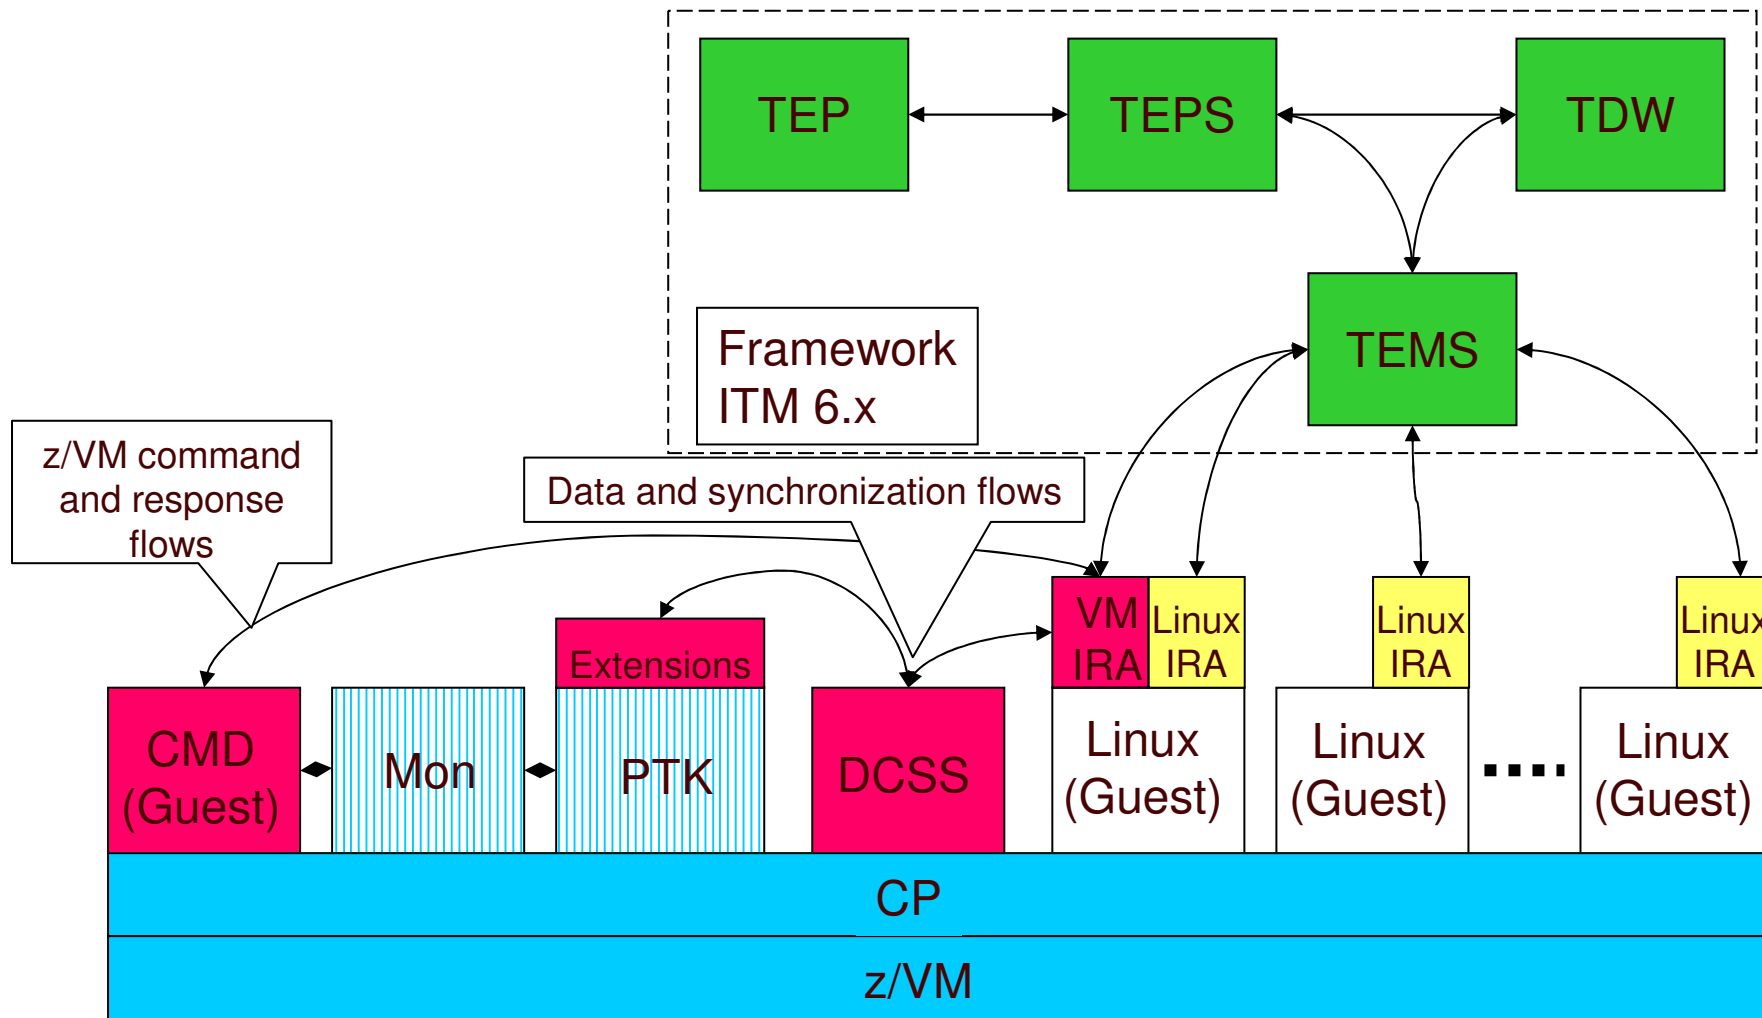 TEP
TEPS
TDW
TEMS
Framework
ITM 6.x
z/VM command
and response
flows
Data and synchronization flows
VM
IRA
Linux
IRA
Linux
IRA
Linux
IRA
Extensions
CMD
(Guest)
Mon
PTK
DCSS
Linux
(Guest)
Linux
(Guest)
Linux
(Guest)
CP
z/VM